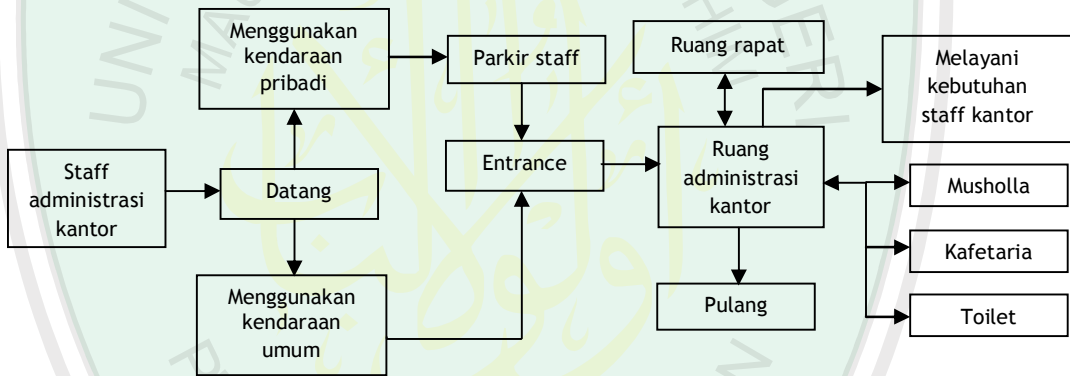 Staff
administrasi
kantor
Datang
Menggunakan
kendaraan
pribadi
Menggunakan
kendaraan
umum
Parkir staff
Entrance
Ruang rapat
Ruang
administrasi
kantor
Pulang
Melayani
kebutuhan
staff kantor
Musholla
Kafetaria
Toilet